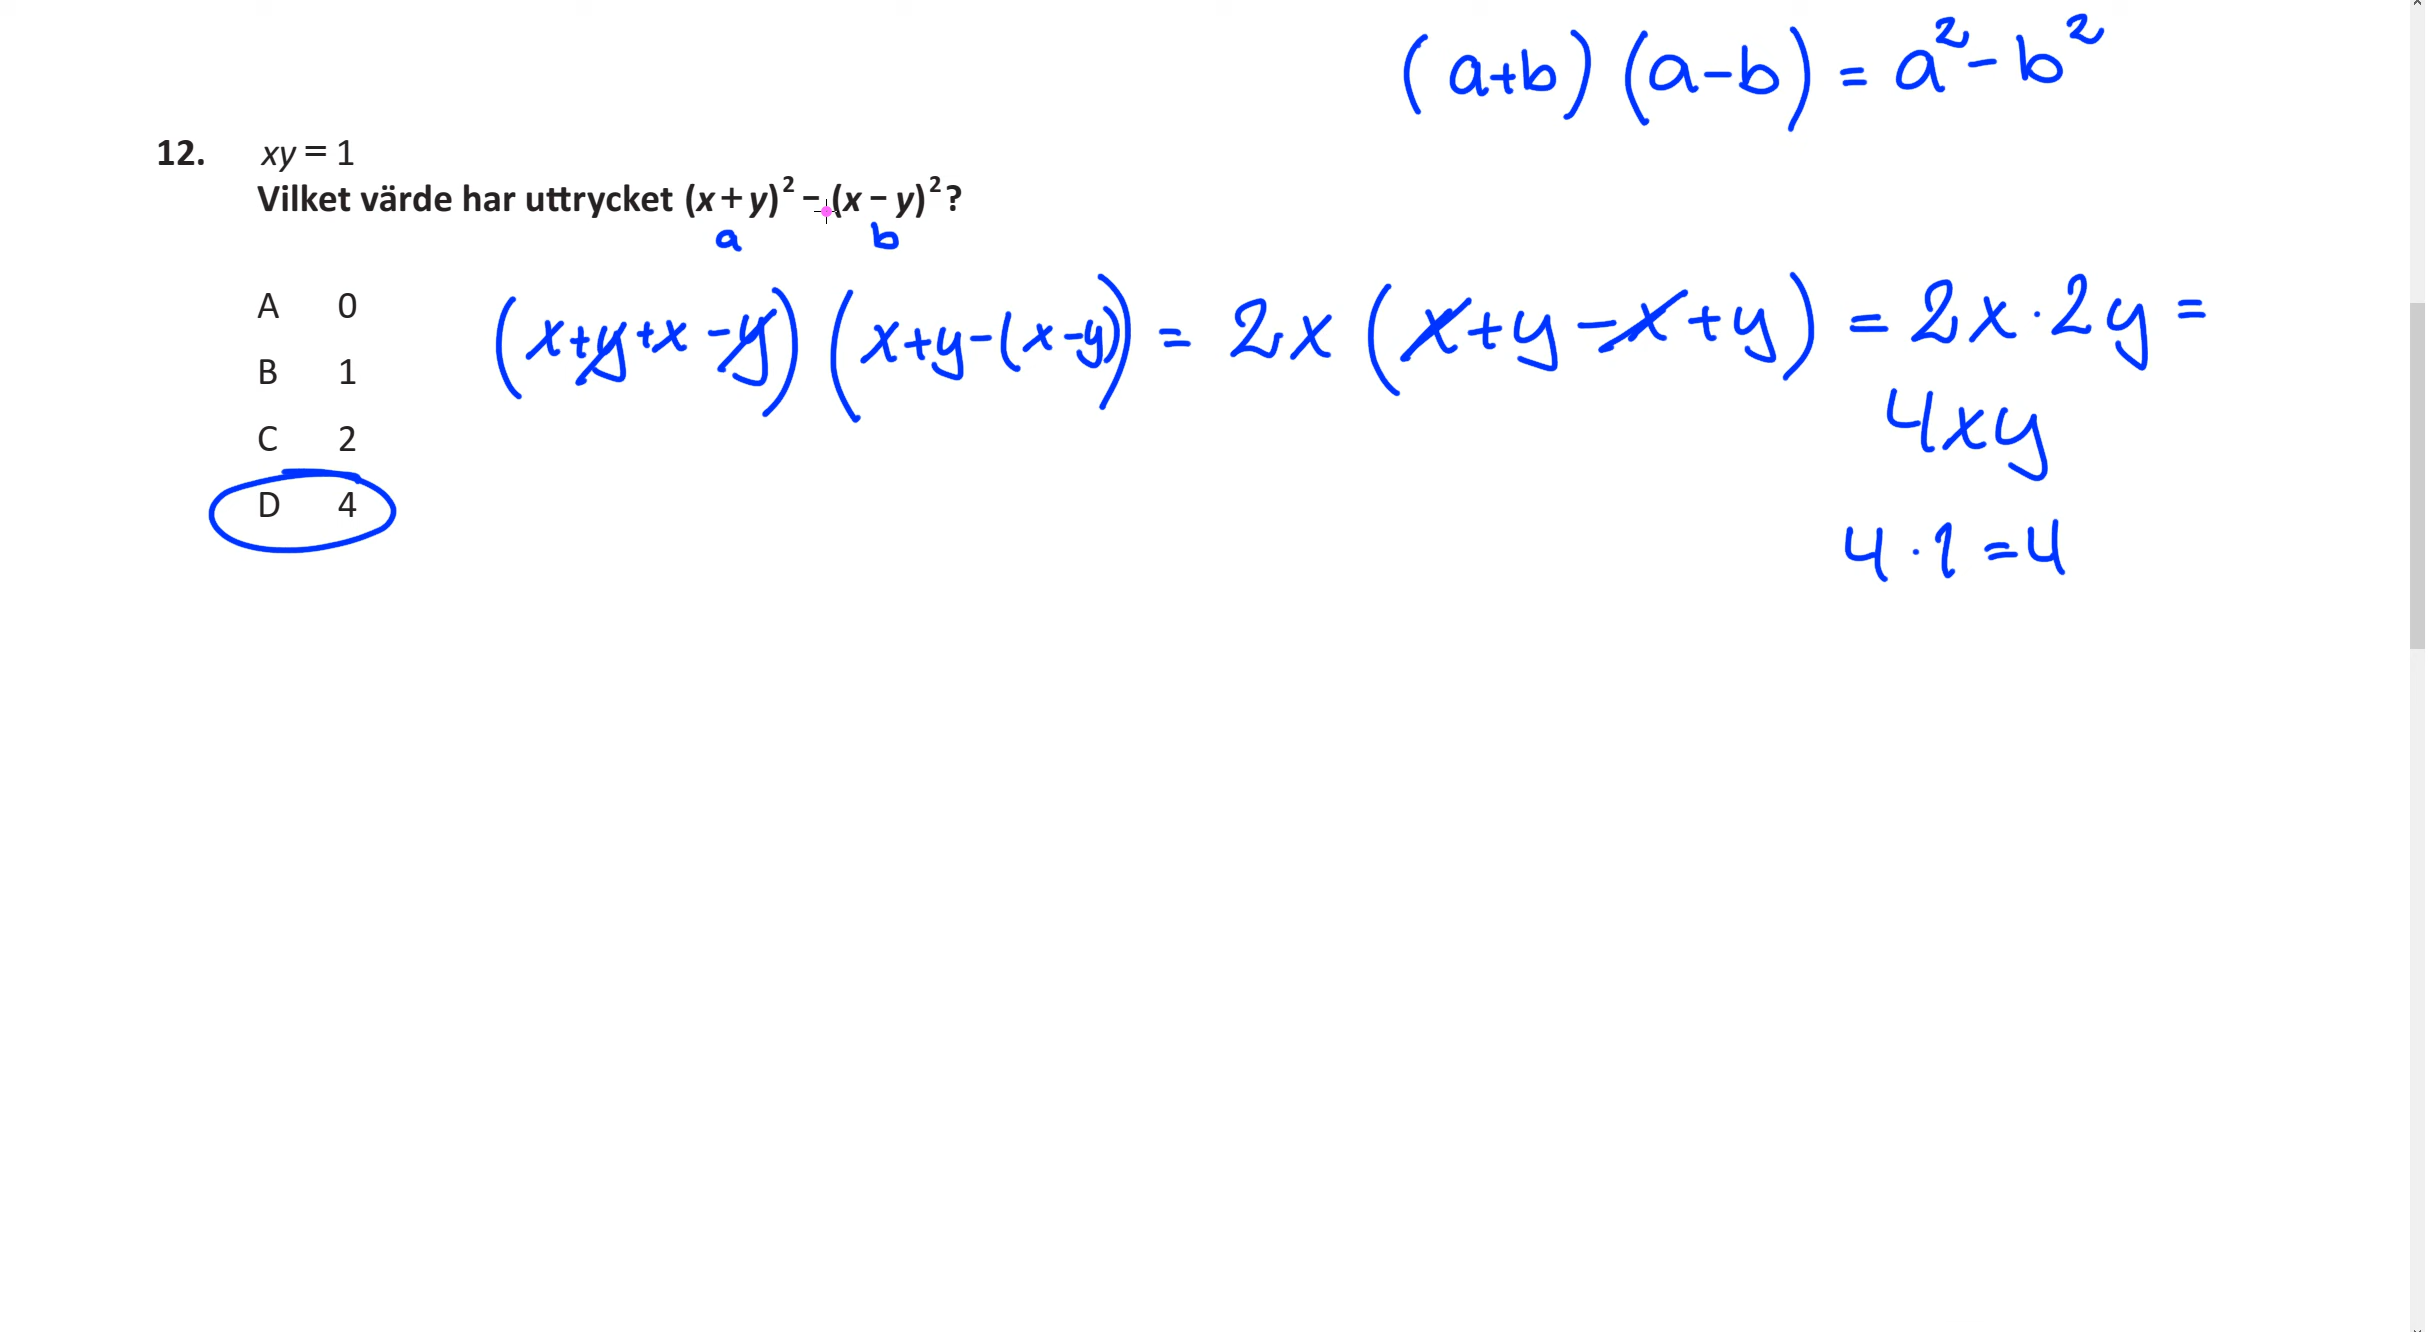 (a+b)(a-b) = a² - b²
12. xy = 1
Vilket värde har uttrycket (x + y)² – (x – y)²?
a b
A 0
(x+y+x-y)(x+y-(x-y)) = 2x(x+y-x+y) = 2x·2y =
B 1
4xy
C 2
D 4
4·1=4